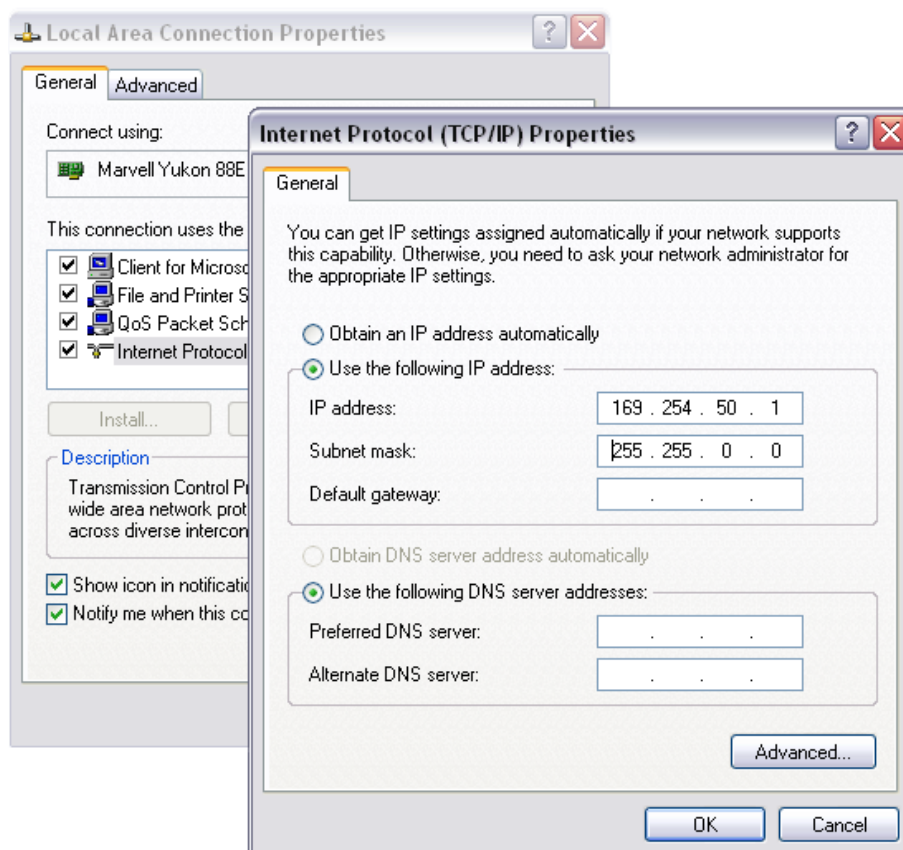 Local Area Connection Properties
General Advanced
Connect using:
Marvell Yukon 88E
This connection uses the
Client for Microso
File and Printer S
QoS Packet Sch
Internet Protocol
Install...
Description
Transmission Control Pr
wide area network prot
across diverse intercon
Show icon in notificatio
Notify me when this co
Internet Protocol (TCP/IP) Properties
General
You can get IP settings assigned automatically if your network supports
this capability. Otherwise, you need to ask your network administrator for
the appropriate IP settings.
Obtain an IP address automatically
Use the following IP address:
IP address: 169 . 254 . 50 . 1
Subnet mask: 255 . 255 . 0 . 0
Default gateway: . . .
Obtain DNS server address automatically
Use the following DNS server addresses:
Preferred DNS server: . . .
Alternate DNS server: . . .
Advanced...
OK Cancel